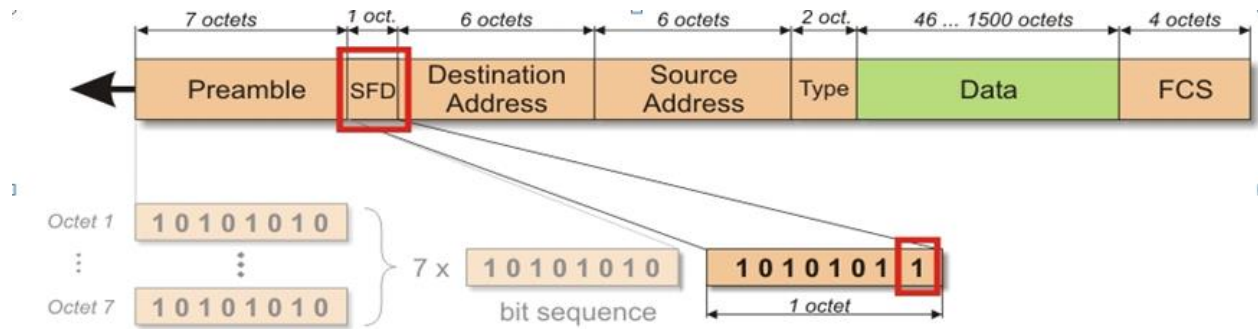 7 octets 1 oct. 6 octets 6 octets 2 oct. 46 ... 1500 octets 4 octets
Preamble SFD Destination Address Source Address Type Data FCS
Octet 1 10101010
Octet 7 10101010
7 x 10101010
bit sequence
10101011
1 octet